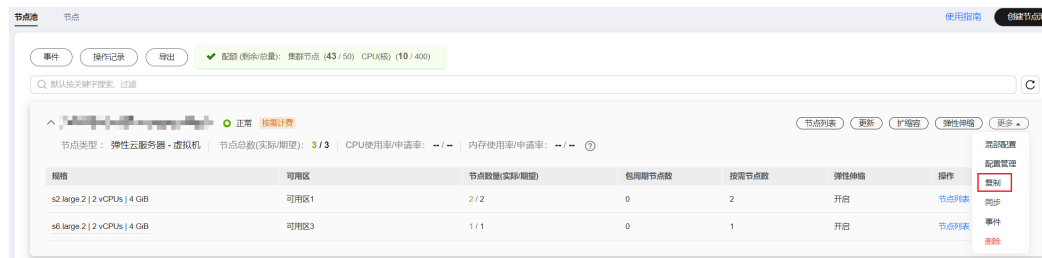 节点池 节点 使用指南 创建节点池
事件 操作记录 导出 配额 (剩余/总量): 集群节点 (43 / 50) CPU(核) (10 / 400)
默认按关键字搜索、过滤
正常 按需计费 节点列表 更新 扩缩容 弹性伸缩 更多
节点类型: 弹性云服务器 - 虚拟机 节点总数(实际/期望): 3 / 3 CPU使用率/申请率: -- / -- 内存使用率/申请率: -- / --
混部配置
配置管理
规格 可用区 节点数量(实际/期望) 包周期节点数 按需节点数 弹性伸缩 操作
复制
s2.large.2 | 2 vCPUs | 4 GiB 可用区1 2 / 2 0 2 开启 节点列表
同步
s6.large.2 | 2 vCPUs | 4 GiB 可用区3 1 / 1 0 1 开启 节点列表
事件
删除